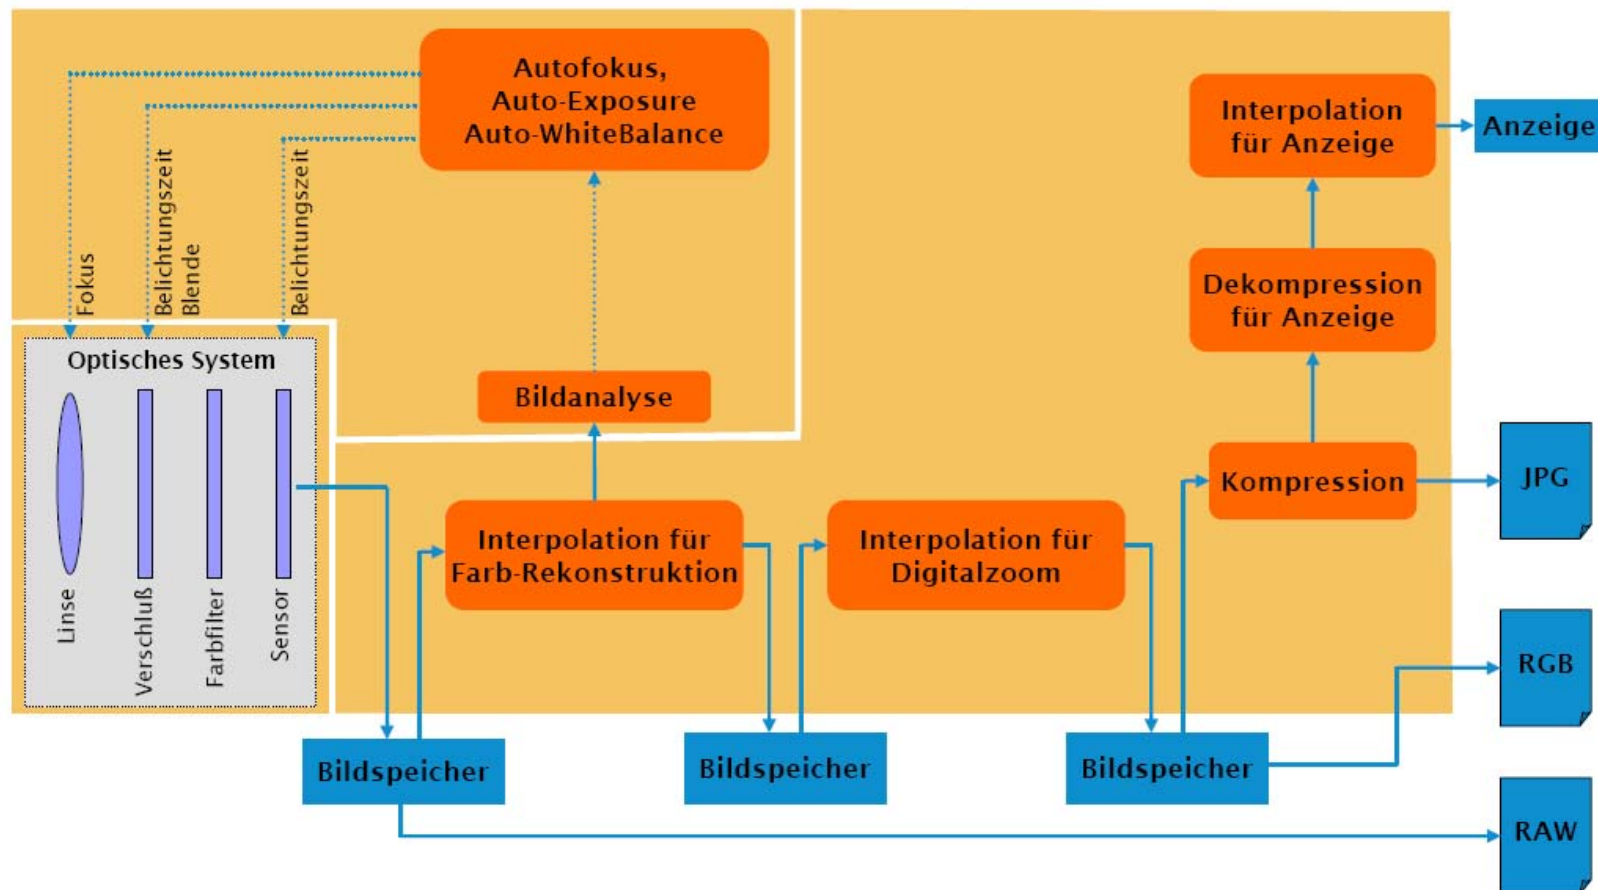 Autofokus,
Auto-Exposure
Auto-WhiteBalance
Interpolation
für Anzeige
Anzeige
Fokus
Belichtungszeit
Blende
Belichtungszeit
Dekompression
für Anzeige
Optisches System
Bildanalyse
Kompression
JPG
Interpolation für
Farb-Rekonstruktion
Interpolation für
Digitalzoom
Linse
Verschluß
Farbfilter
Sensor
RGB
Bildspeicher
Bildspeicher
Bildspeicher
RAW